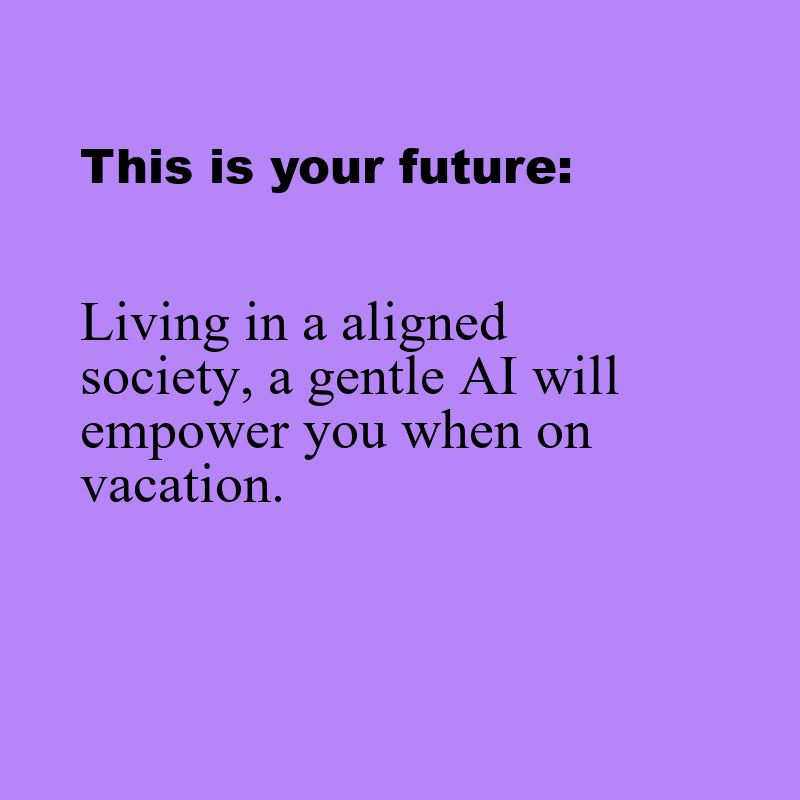 This is your future:
Living in a aligned
society, a gentle AI will
empower you when on
vacation.